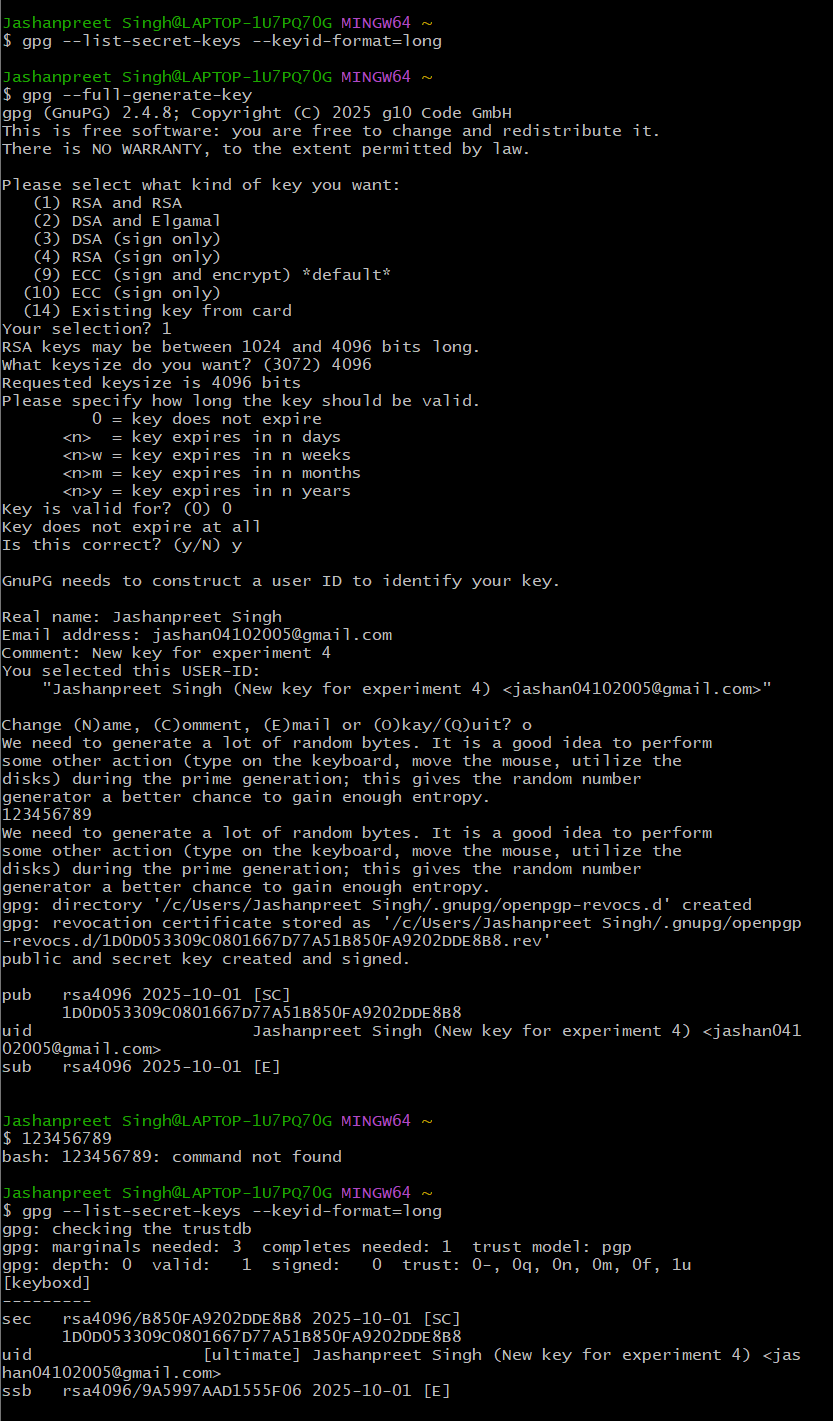 Jashanpreet Singh@LAPTOP-1U7PQ70G MINGW64 ~
$ gpg --list-secret-keys --keyid-format=long
Jashanpreet Singh@LAPTOP-1U7PQ70G MINGW64 ~
$ gpg --full-generate-key
gpg (GnuPG) 2.4.8; Copyright (C) 2025 g10 Code GmbH
This is free software: you are free to change and redistribute it.
There is NO WARRANTY, to the extent permitted by law.
Please select what kind of key you want:
   (1) RSA and RSA
   (2) DSA and Elgamal
   (3) DSA (sign only)
   (4) RSA (sign only)
   (9) ECC (sign and encrypt) *default*
  (10) ECC (sign only)
  (14) Existing key from card
Your selection? 1
RSA keys may be between 1024 and 4096 bits long.
What keysize do you want? (3072) 4096
Requested keysize is 4096 bits
Please specify how long the key should be valid.
         0 = key does not expire
      <n>  = key expires in n days
      <n>w = key expires in n weeks
      <n>m = key expires in n months
      <n>y = key expires in n years
Key is valid for? (0) 0
Key does not expire at all
Is this correct? (y/N) y
GnuPG needs to construct a user ID to identify your key.
Real name: Jashanpreet Singh
Email address: jashan04102005@gmail.com
Comment: New key for experiment 4
You selected this USER-ID:
    "Jashanpreet Singh (New key for experiment 4) <jashan04102005@gmail.com>"
Change (N)ame, (C)omment, (E)mail or (O)kay/(Q)uit? o
We need to generate a lot of random bytes. It is a good idea to perform
some other action (type on the keyboard, move the mouse, utilize the
disks) during the prime generation; this gives the random number
generator a better chance to gain enough entropy.
123456789
We need to generate a lot of random bytes. It is a good idea to perform
some other action (type on the keyboard, move the mouse, utilize the
disks) during the prime generation; this gives the random number
generator a better chance to gain enough entropy.
gpg: directory '/c/Users/Jashanpreet Singh/.gnupg/openpgp-revocs.d' created
gpg: revocation certificate stored as '/c/Users/Jashanpreet Singh/.gnupg/openpgp
-revocs.d/1D0D053309C0801667D77A51B850FA9202DDE8B8.rev'
public and secret key created and signed.
pub   rsa4096 2025-10-01 [SC]
      1D0D053309C0801667D77A51B850FA9202DDE8B8
uid                      Jashanpreet Singh (New key for experiment 4) <jashan041
02005@gmail.com>
sub   rsa4096 2025-10-01 [E]
Jashanpreet Singh@LAPTOP-1U7PQ70G MINGW64 ~
$ 123456789
bash: 123456789: command not found
Jashanpreet Singh@LAPTOP-1U7PQ70G MINGW64 ~
$ gpg --list-secret-keys --keyid-format=long
gpg: checking the trustdb
gpg: marginals needed: 3  completes needed: 1  trust model: pgp
gpg: depth: 0  valid:   1  signed:   0  trust: 0-, 0q, 0n, 0m, 0f, 1u
[keyboxd]
---------
sec   rsa4096/B850FA9202DDE8B8 2025-10-01 [SC]
      1D0D053309C0801667D77A51B850FA9202DDE8B8
uid                 [ultimate] Jashanpreet Singh (New key for experiment 4) <jas
han04102005@gmail.com>
ssb   rsa4096/9A5997AAD1555F06 2025-10-01 [E]